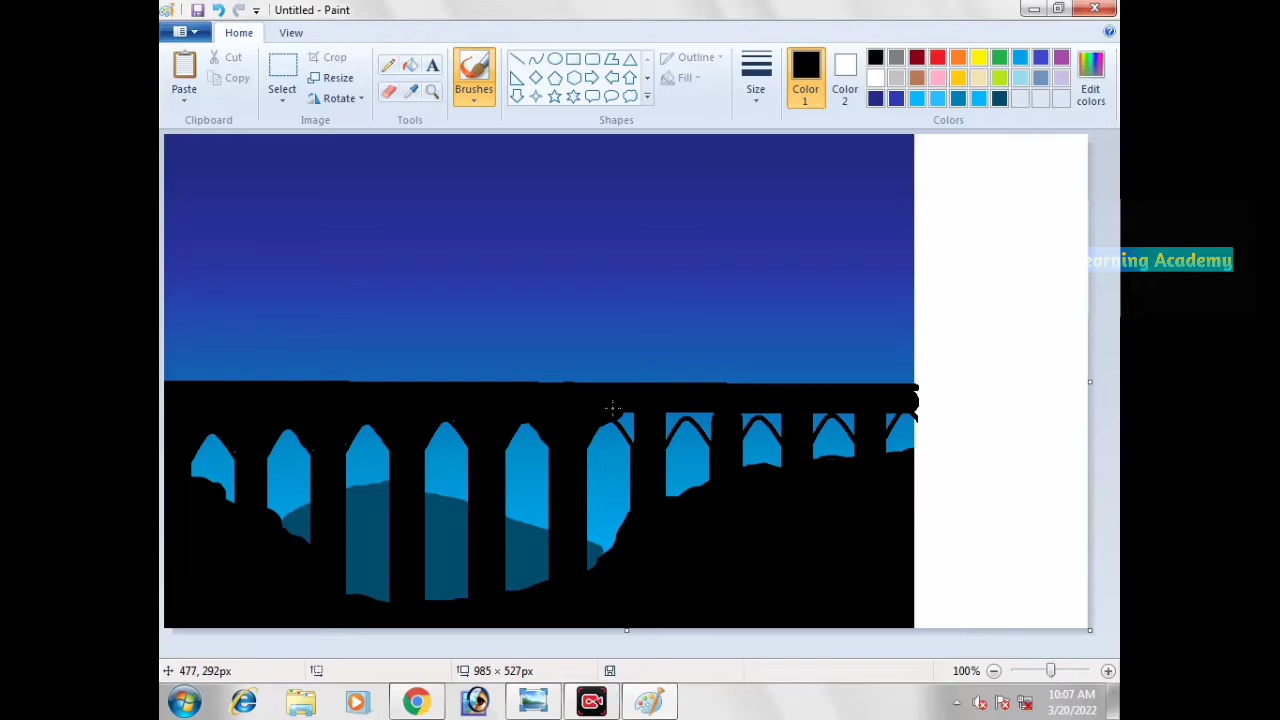 Untitled - Paint
Home
View
Paste
Cut
Copy
Clipboard
Select
Crop
Resize
Rotate
Image
A
Tools
Brushes
Outline
Fill
Shapes
Size
Color
1
Color
2
Edit
colors
Colors
earning Academy
477, 292px
985 × 527px
100%
10:07 AM
3/20/2022